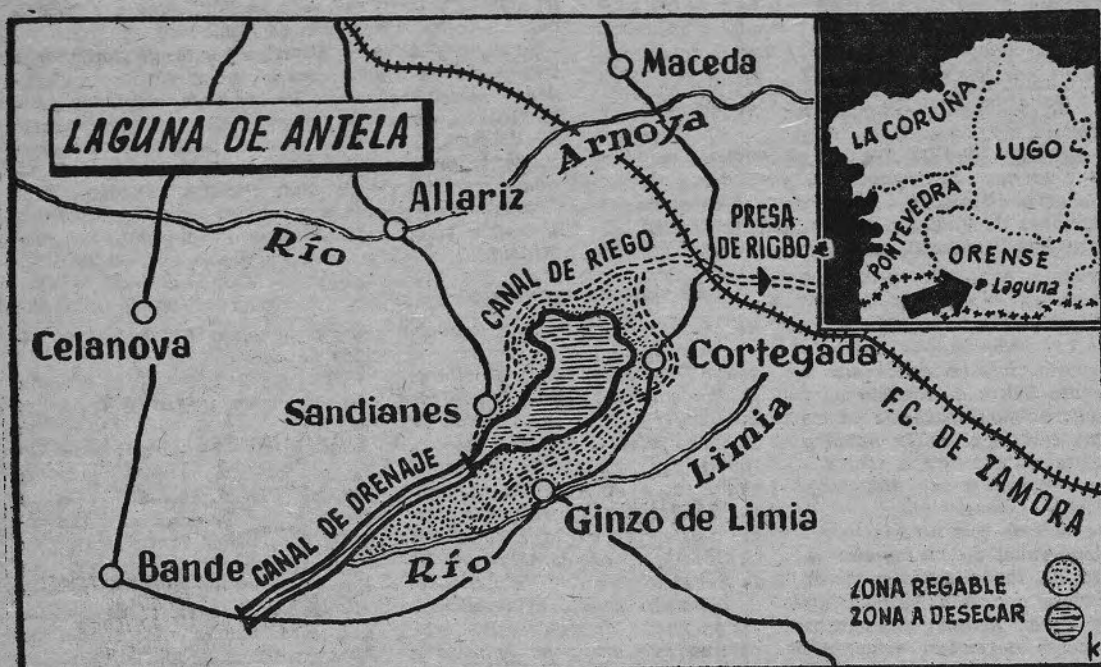 LAGUNA DE ANTELA
Maceda
Arnoya
Río
Allariz
CANAL DE RIEGO
PRESA
DE RIGBO
Celanova
Sandianes
Cortegada
F.C. DE ZAMORA
CANAL DE DRENAJE
Río
Limia
Ginzo de Limia
Bande
ZONA REGABLE
ZONA A DESECAR
k
LA CORUÑA
LUGO
PONTEVEDRA
ORENSE
Laguna